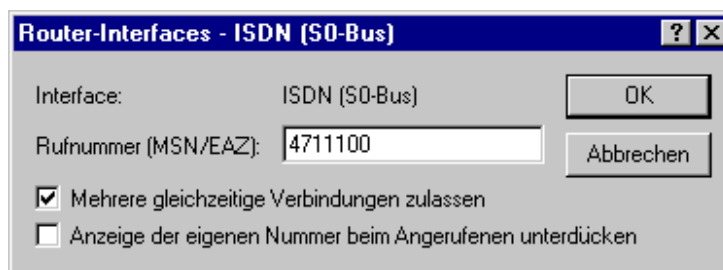 Router-Interfaces - ISDN (S0-Bus)
Interface: ISDN (S0-Bus) OK
Rufnummer (MSN/EAZ): 4711100 Abbrechen
Mehrere gleichzeitige Verbindungen zulassen
Anzeige der eigenen Nummer beim Angerufenen unterdücken